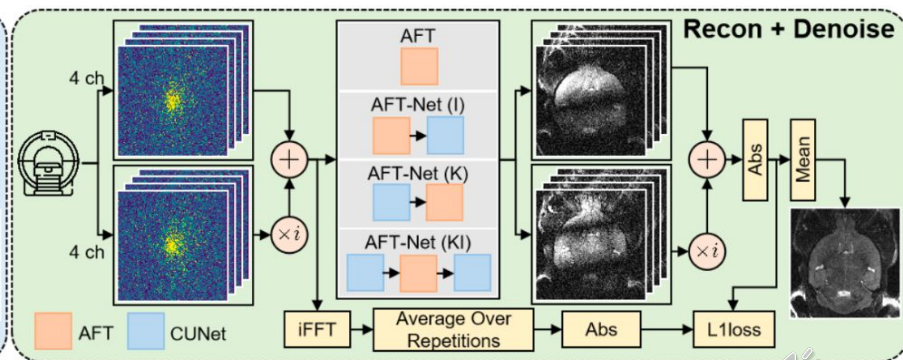 Recon + Denoise
4 ch
4 ch
+
×i
AFT
AFT-Net (I)
AFT-Net (K)
AFT-Net (KI)
+
×i
Abs
Mean
iFFT
Average Over
Repetitions
Abs
L1loss
AFT
CUNet